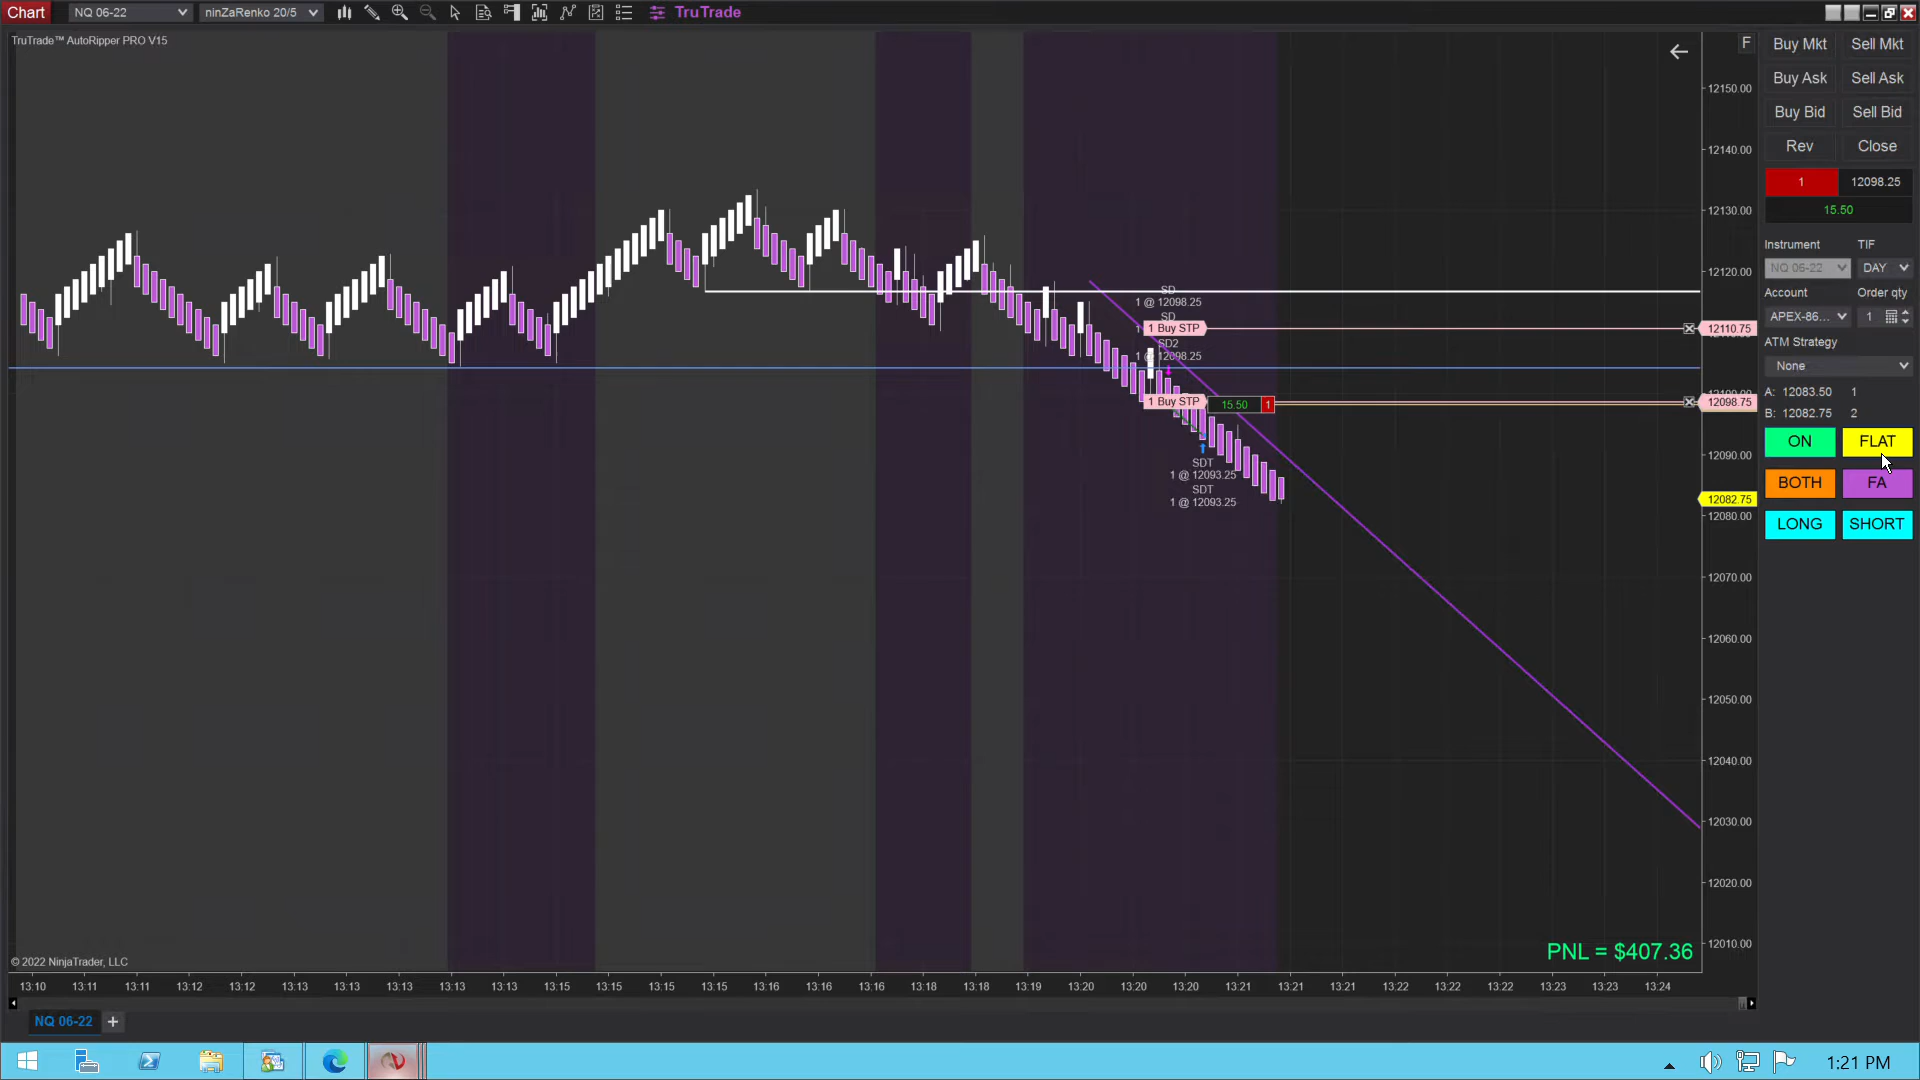 Chart
NQ 06-22
ninZaRenko 20/5
TruTrade
TruTrade™ AutoRipper PRO V15
F
12150.00
12140.00
12130.00
12120.00
12110.75
12098.75
12090.00
12082.75
12080.00
12070.00
12060.00
12050.00
12040.00
12030.00
12020.00
12010.00
SD
1 @ 12098.25
SD
1 Buy STP
SD2
1 @ 12098.25
1 Buy STP
15.50
1
SDT
1 @ 12093.25
SDT
1 @ 12093.25
PNL = $407.36
© 2022 NinjaTrader, LLC
13:10 13:11 13:11 13:12 13:12 13:13 13:13 13:13 13:13 13:13 13:15 13:15 13:15 13:15 13:16 13:16 13:16 13:18 13:18 13:19 13:20 13:20 13:20 13:21 13:21 13:21 13:22 13:22 13:22 13:23 13:23 13:24
NQ 06-22
+
Buy Mkt Sell Mkt
Buy Ask Sell Ask
Buy Bid Sell Bid
Rev Close
1 12098.25
15.50
Instrument TIF
NQ 06-22 DAY
Account Order qty
APEX-86... 1
ATM Strategy
None
A: 12083.50 1
B: 12082.75 2
ON FLAT
BOTH FA
LONG SHORT
1:21 PM